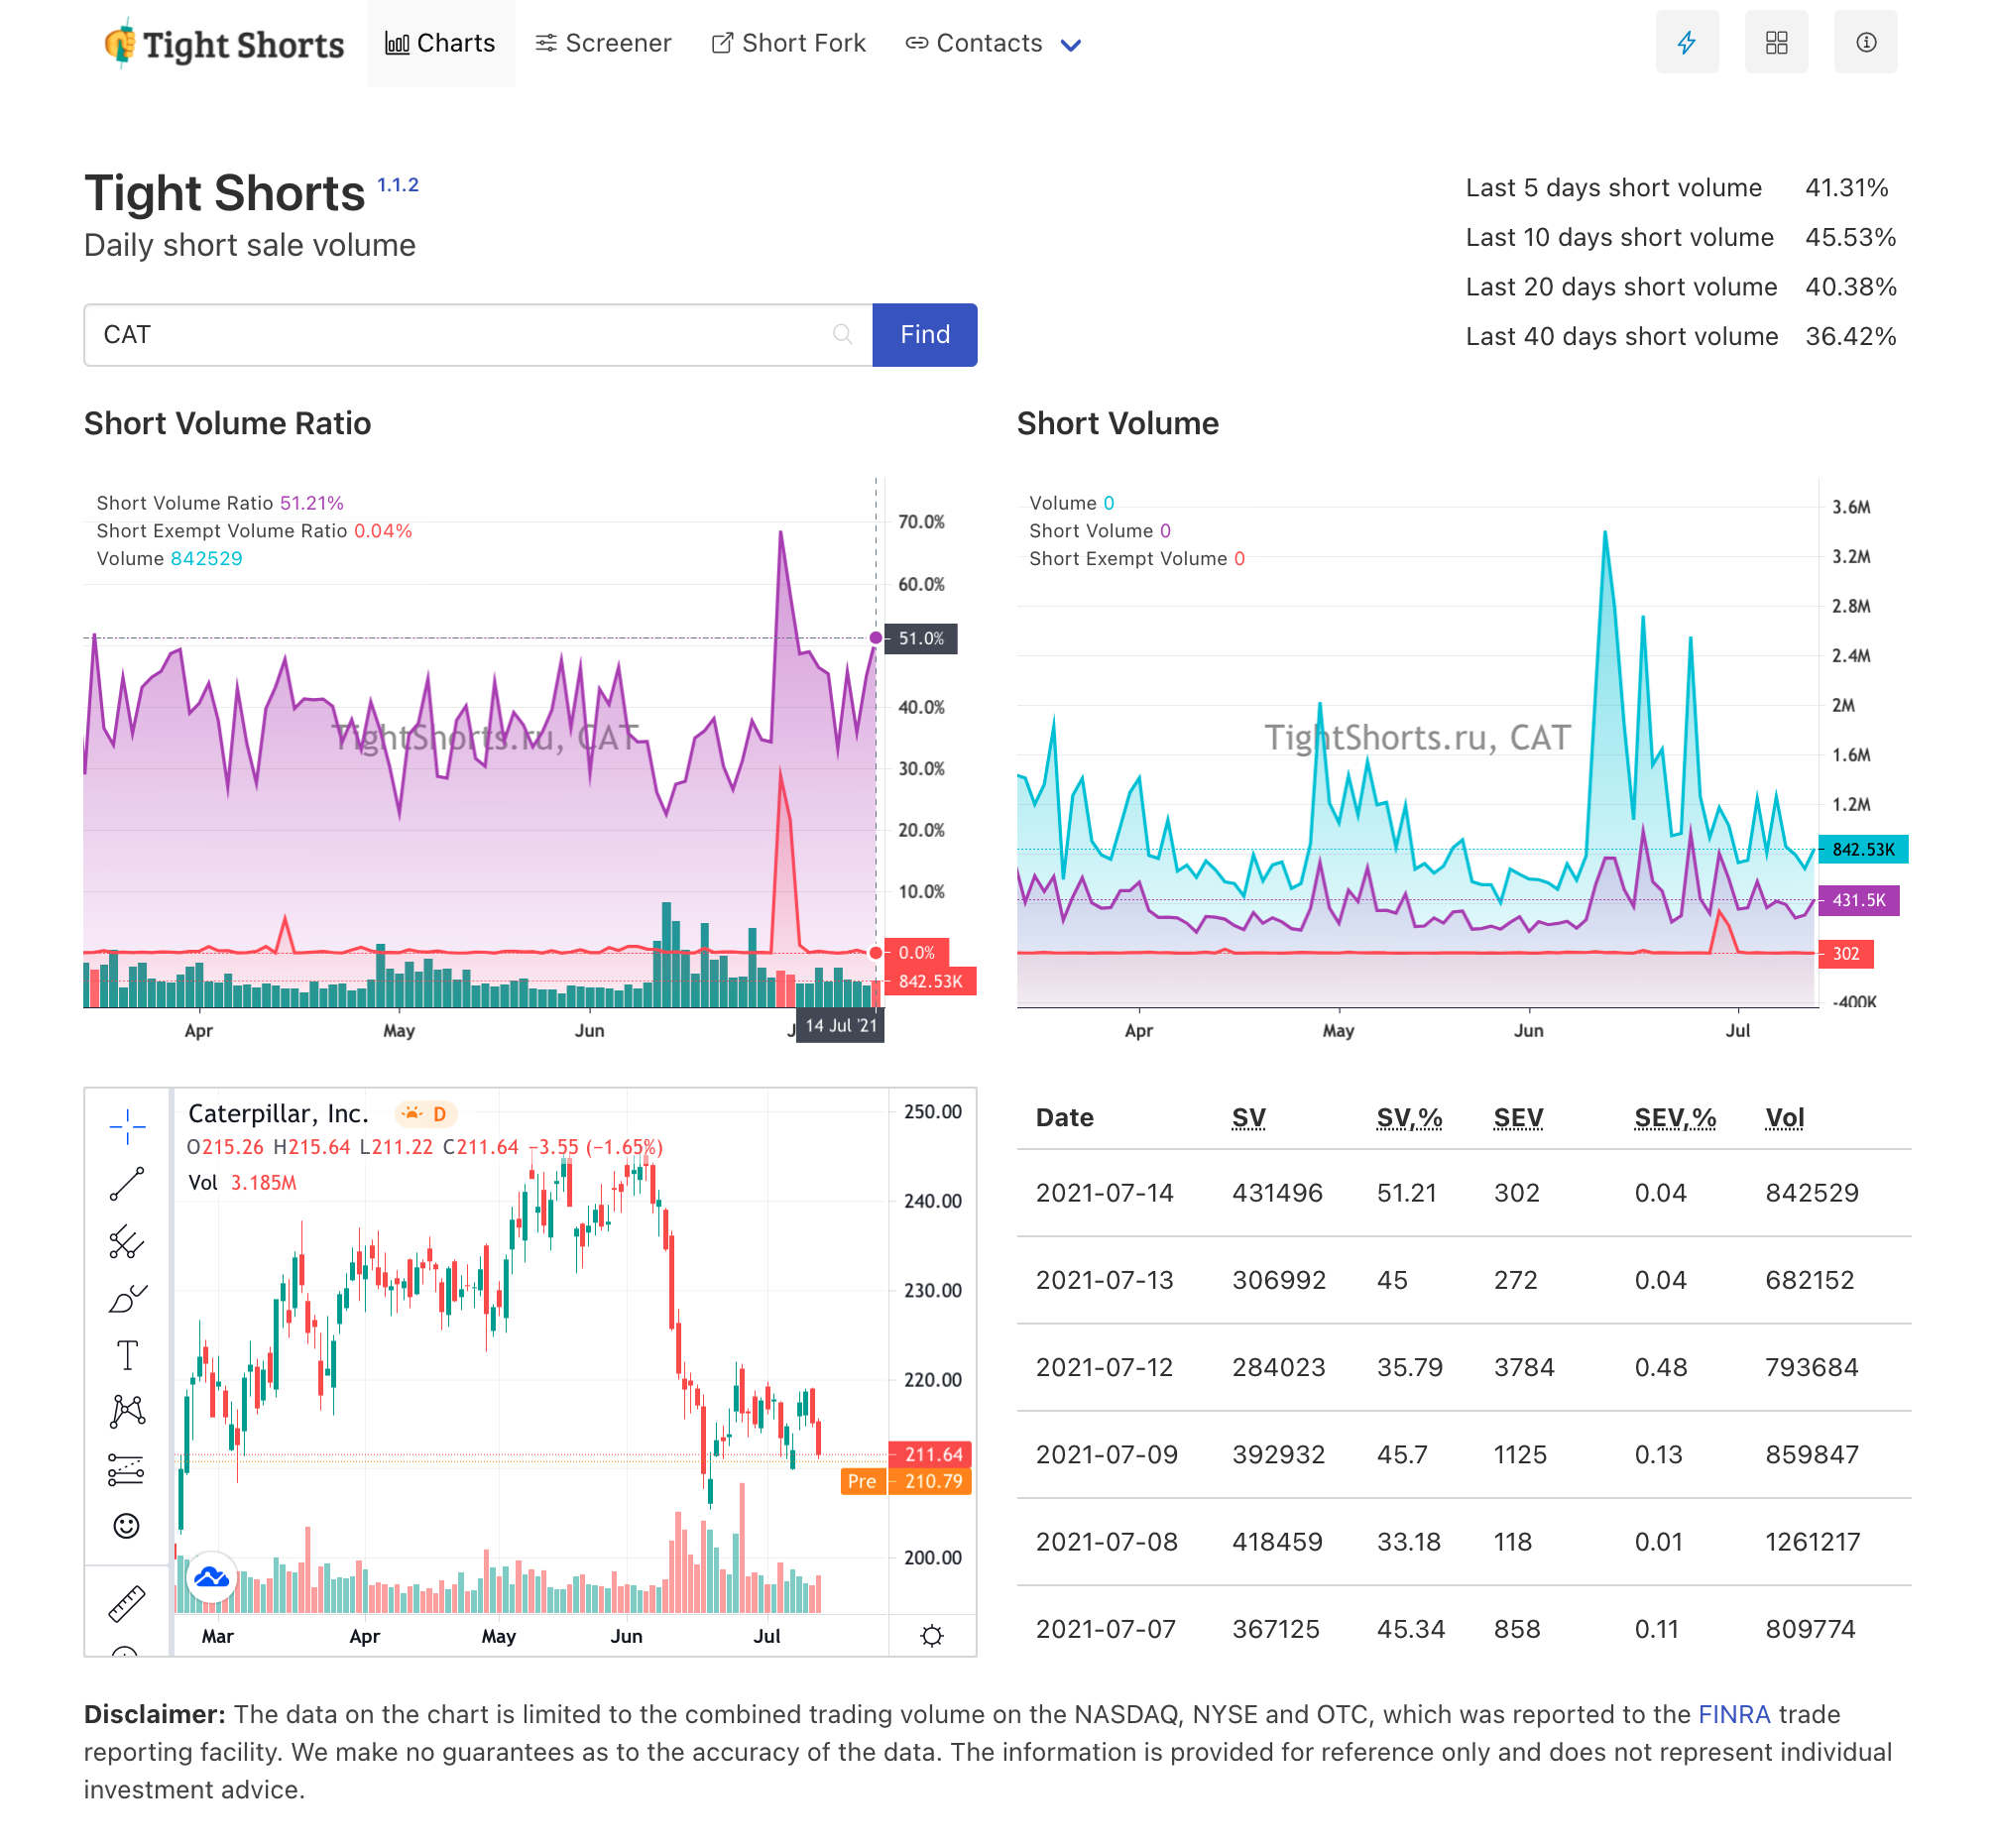 Tight Shorts
Charts
Screener
Short Fork
Contacts
Tight Shorts 1.1.2
Daily short sale volume
Last 5 days short volume 41.31%
Last 10 days short volume 45.53%
Last 20 days short volume 40.38%
Last 40 days short volume 36.42%
CAT
Find
Short Volume Ratio
Short Volume Ratio 51.21%
Short Exempt Volume Ratio 0.04%
Volume 842529
70.0%
60.0%
51.0%
40.0%
30.0%
20.0%
10.0%
0.0%
842.53K
TightShorts.ru, CAT
Apr May Jun
14 Jul '21
Short Volume
Volume 0
Short Volume 0
Short Exempt Volume 0
3.6M
3.2M
2.8M
2.4M
2M
1.6M
1.2M
842.53K
431.5K
302
-400K
TightShorts.ru, CAT
Apr May Jun Jul
Caterpillar, Inc. D
O215.26 H215.64 L211.22 C211.64 −3.55 (−1.65%)
Vol 3.185M
250.00
240.00
230.00
220.00
211.64
Pre 210.79
200.00
Mar Apr May Jun Jul
Date SV SV,% SEV SEV,% Vol
2021-07-14 431496 51.21 302 0.04 842529
2021-07-13 306992 45 272 0.04 682152
2021-07-12 284023 35.79 3784 0.48 793684
2021-07-09 392932 45.7 1125 0.13 859847
2021-07-08 418459 33.18 118 0.01 1261217
2021-07-07 367125 45.34 858 0.11 809774
Disclaimer: The data on the chart is limited to the combined trading volume on the NASDAQ, NYSE and OTC, which was reported to the FINRA trade
reporting facility. We make no guarantees as to the accuracy of the data. The information is provided for reference only and does not represent individual
investment advice.